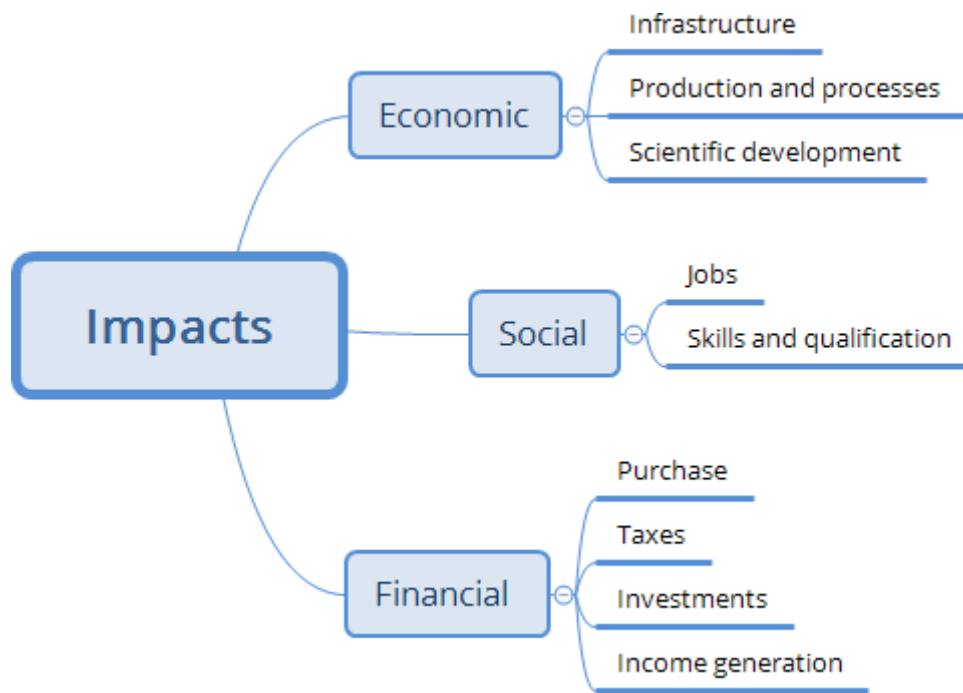 Impacts
Economic
Infrastructure
Production and processes
Scientific development
Social
Jobs
Skills and qualification
Financial
Purchase
Taxes
Investments
Income generation